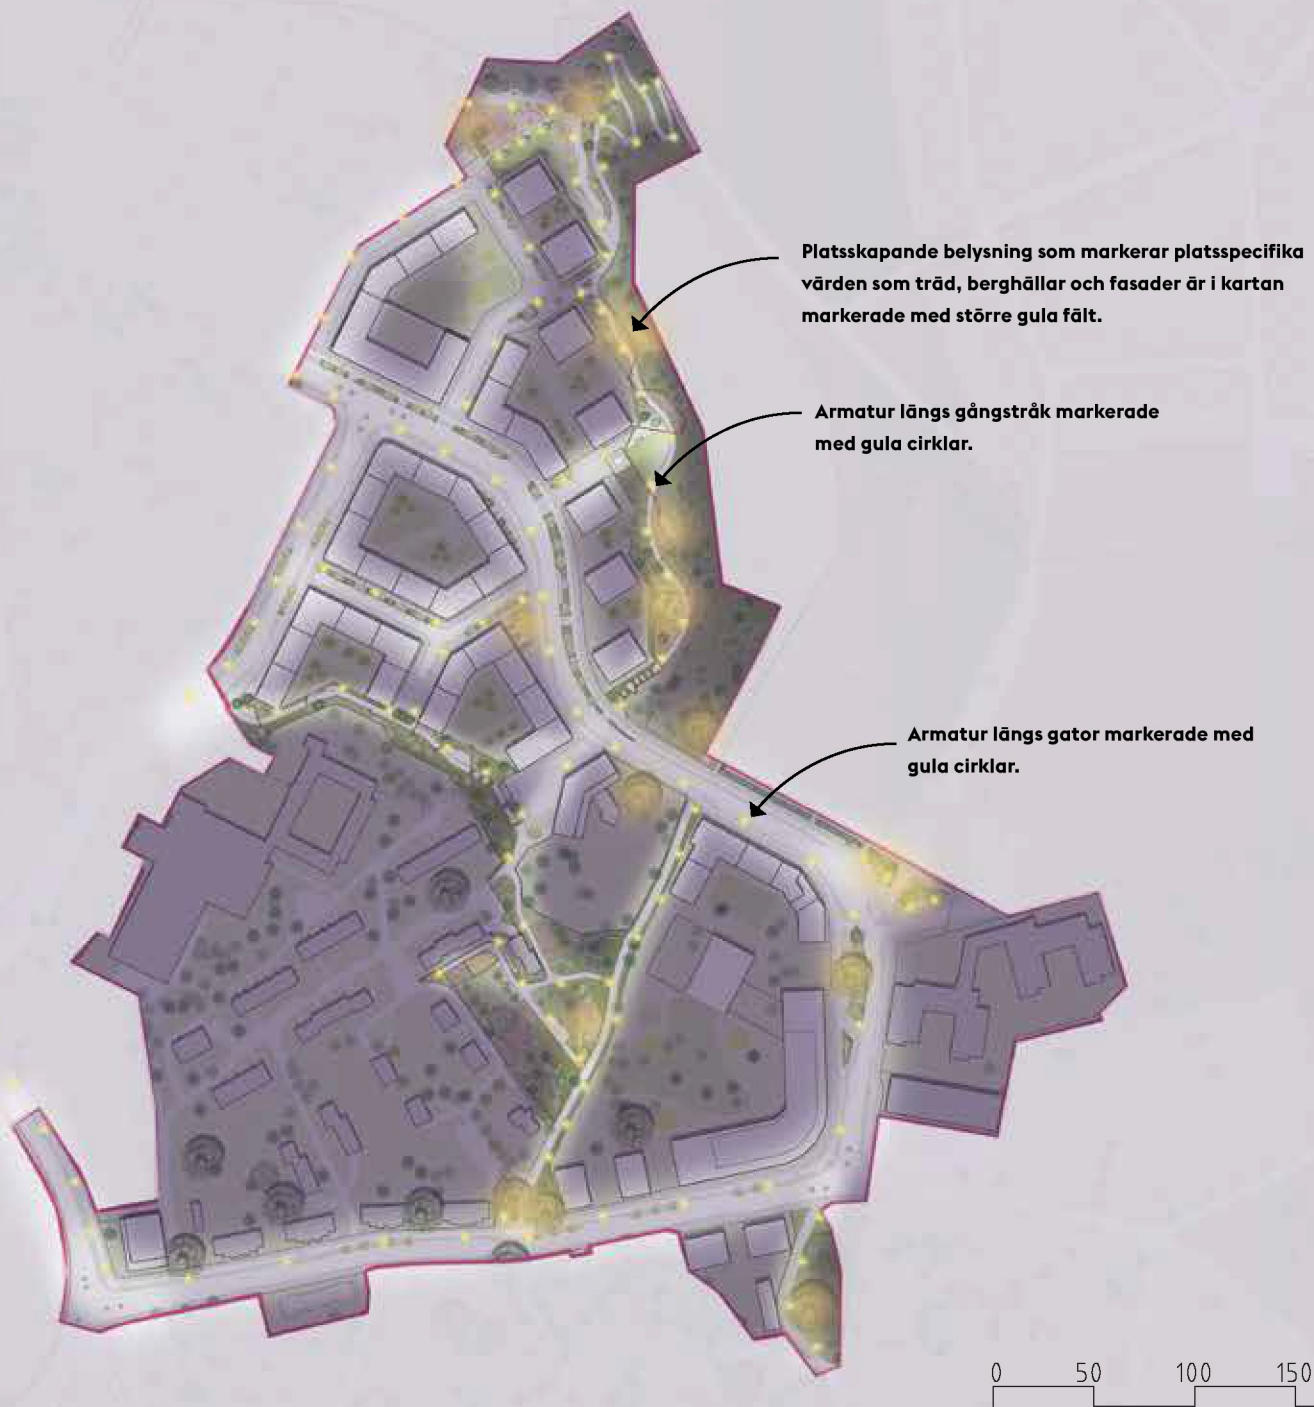 Platsskapande belysning som markerar platsspecifika
värden som träd, berghällar och fasader är i kartan
markerade med större gula fält.
Armatur längs gångstråk markerade
med gula cirklar.
Armatur längs gator markerade med
gula cirklar.
0 50 100 150